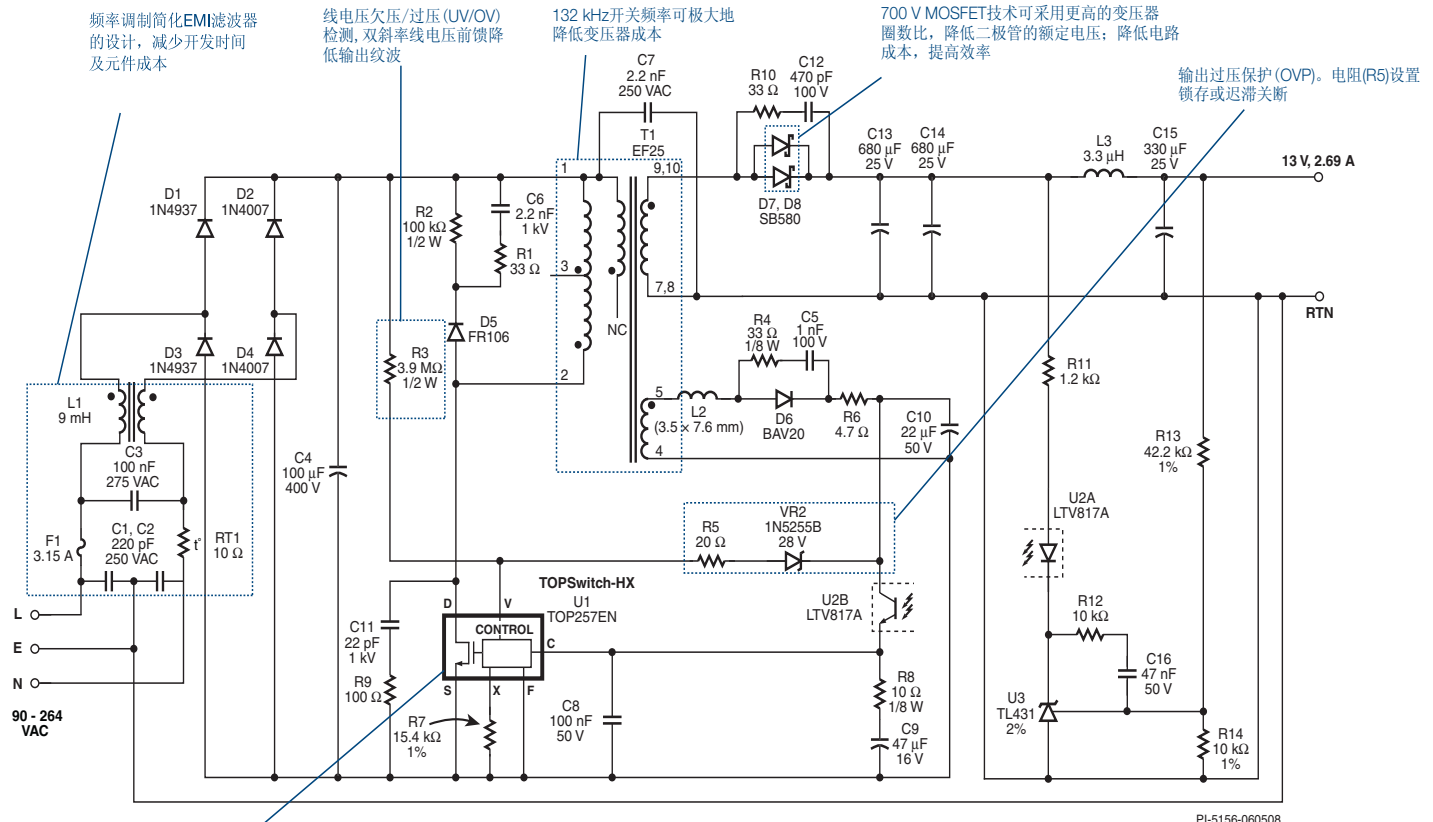 频率调制简化EMI滤波器
的设计，减少开发时间
及元件成本
线电压欠压/过压(UV/OV)
检测, 双斜率线电压前馈降
低输出纹波
132 kHz开关频率可极大地
降低变压器成本
700 V MOSFET技术可采用更高的变压器
圈数比，降低二极管的额定电压；降低电路
成本，提高效率
输出过压保护 (OVP)。电阻(R5)设置
锁存或迟滞关断
C7
2.2 nF
250 VAC
R10
33 Ω
C12
470 pF
100 V
T1
EF25
1
9,10
D7, D8
SB580
C13
680 μF
25 V
C14
680 μF
25 V
L3
3.3 μH
C15
330 μF
25 V
13 V, 2.69 A
D1
1N4937
D2
1N4007
R2
100 kΩ
1/2 W
C6
2.2 nF
1 kV
R1
33 Ω
3
7,8
NC
RTN
D3
1N4937
D4
1N4007
D5
FR106
R3
3.9 MΩ
1/2 W
2
R4
33 Ω
1/8 W
C5
1 nF
100 V
5
L2
(3.5 × 7.6 mm)
D6
BAV20
R6
4.7 Ω
C10
22 μF
50 V
4
R11
1.2 kΩ
R13
42.2 kΩ
1%
L1
9 mH
C3
100 nF
275 VAC
C4
100 μF
400 V
F1
3.15 A
C1, C2
220 pF
250 VAC
t°
RT1
10 Ω
R5
20 Ω
VR2
1N5255B
28 V
U2A
LTV817A
TOPSwitch-HX
U1
TOP257EN
D
V
CONTROL
C
S
X
F
U2B
LTV817A
L
E
N
90 - 264
VAC
C11
22 pF
1 kV
R9
100 Ω
R7
15.4 kΩ
1%
C8
100 nF
50 V
R8
10 Ω
1/8 W
C9
47 μF
16 V
R12
10 kΩ
C16
47 nF
50 V
U3
TL431
2%
R14
10 kΩ
1%
PI-5156-060508